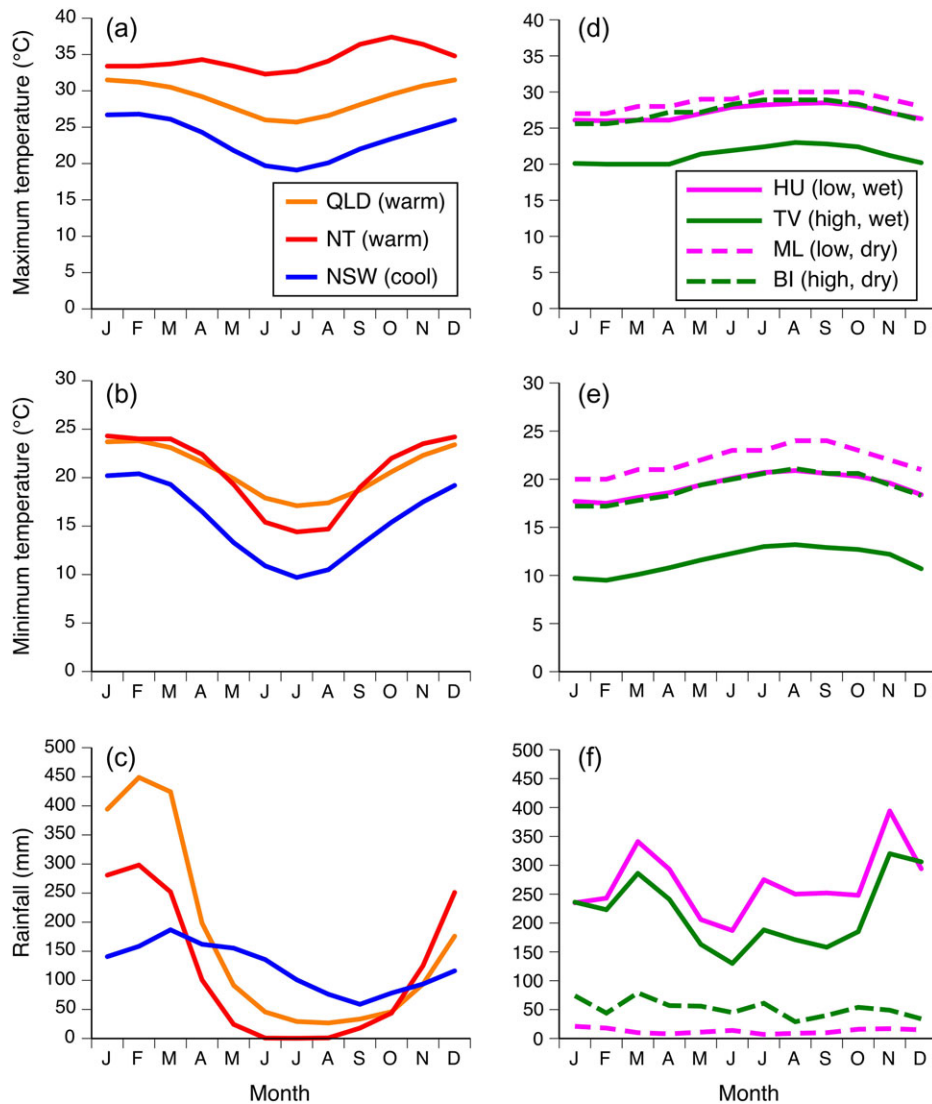 (a)
Maximum temperature (°C)
40
35
30
25
20
15
10
5
0
QLD (warm)
NT (warm)
NSW (cool)
J F M A M J J A S O N D
(d)
40
35
30
25
20
15
10
5
0
HU (low, wet)
TV (high, wet)
ML (low, dry)
BI (high, dry)
J F M A M J J A S O N D
(b)
Minimum temperature (°C)
30
25
20
15
10
5
0
J F M A M J J A S O N D
(e)
30
25
20
15
10
5
0
J F M A M J J A S O N D
(c)
Rainfall (mm)
500
450
400
350
300
250
200
150
100
50
0
J F M A M J J A S O N D
Month
(f)
500
450
400
350
300
250
200
150
100
50
0
J F M A M J J A S O N D
Month